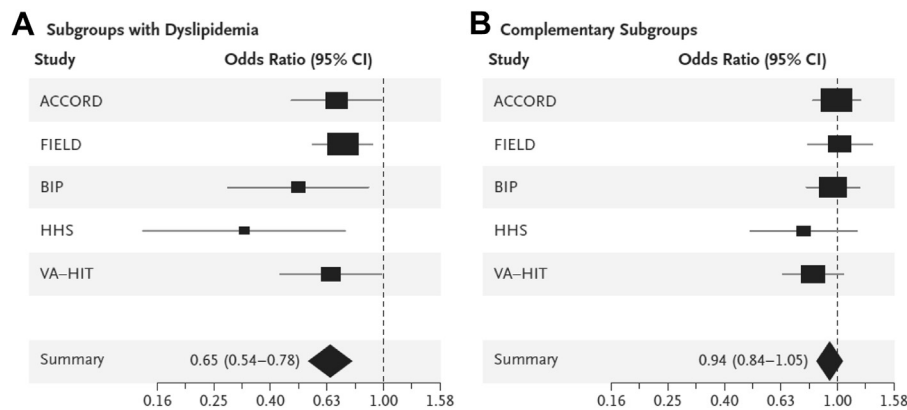 A Subgroups with Dyslipidemia
Study Odds Ratio (95% CI)
ACCORD
FIELD
BIP
HHS
VA–HIT
Summary 0.65 (0.54–0.78)
0.16 0.25 0.40 0.63 1.00 1.58
B Complementary Subgroups
Study Odds Ratio (95% CI)
ACCORD
FIELD
BIP
HHS
VA–HIT
Summary 0.94 (0.84–1.05)
0.16 0.25 0.40 0.63 1.00 1.58